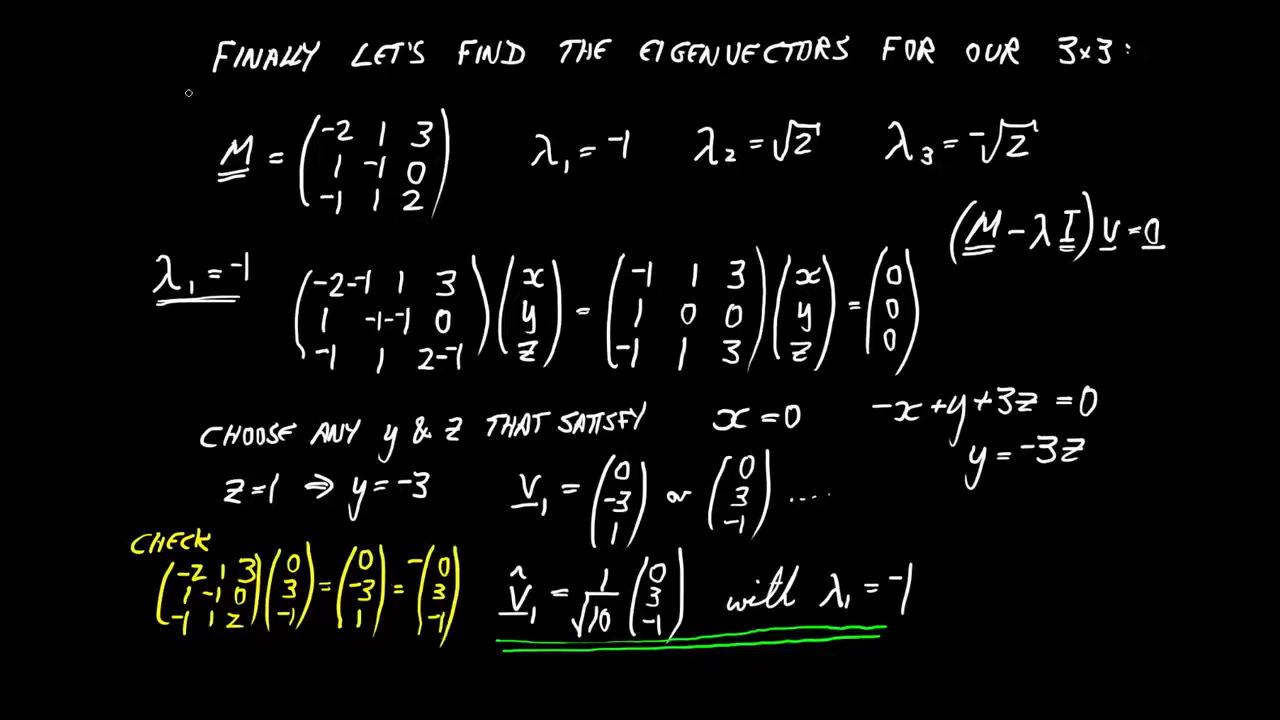 FINALLY LET'S FIND THE EIGENVECTORS FOR OUR 3×3:
M = (-2 1 3; 1 -1 0; -1 1 2) λ₁ = -1 λ₂ = √2 λ₃ = -√2
(M - λI)v = 0
λ₁ = -1 (-2--1 1 3; 1 -1--1 0; -1 1 2--1)(x; y; z) = (-1 1 3; 1 0 0; -1 1 3)(x; y; z) = (0; 0; 0)
CHOOSE ANY y & z THAT SATISFY x = 0 -x + y + 3z = 0
y = -3z
z = 1 ⇒ y = -3 v₁ = (0; -3; 1) or (0; 3; -1) ....
CHECK
(-2 1 3; 1 -1 0; -1 1 2)(0; 3; -1) = (0; -3; 1) = -(0; 3; -1)
v̂₁ = 1/√10 (0; 3; -1) with λ₁ = -1